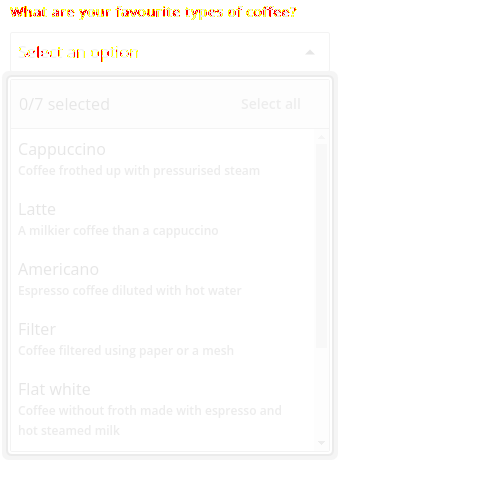 What are your favourite types of coffee?
Select an option
0/7 selected
Select all
Cappuccino
Coffee frothed up with pressurised steam
Latte
A milkier coffee than a cappuccino
Americano
Espresso coffee diluted with hot water
Filter
Coffee filtered using paper or a mesh
Flat white
Coffee without froth made with espresso and
hot steamed milk